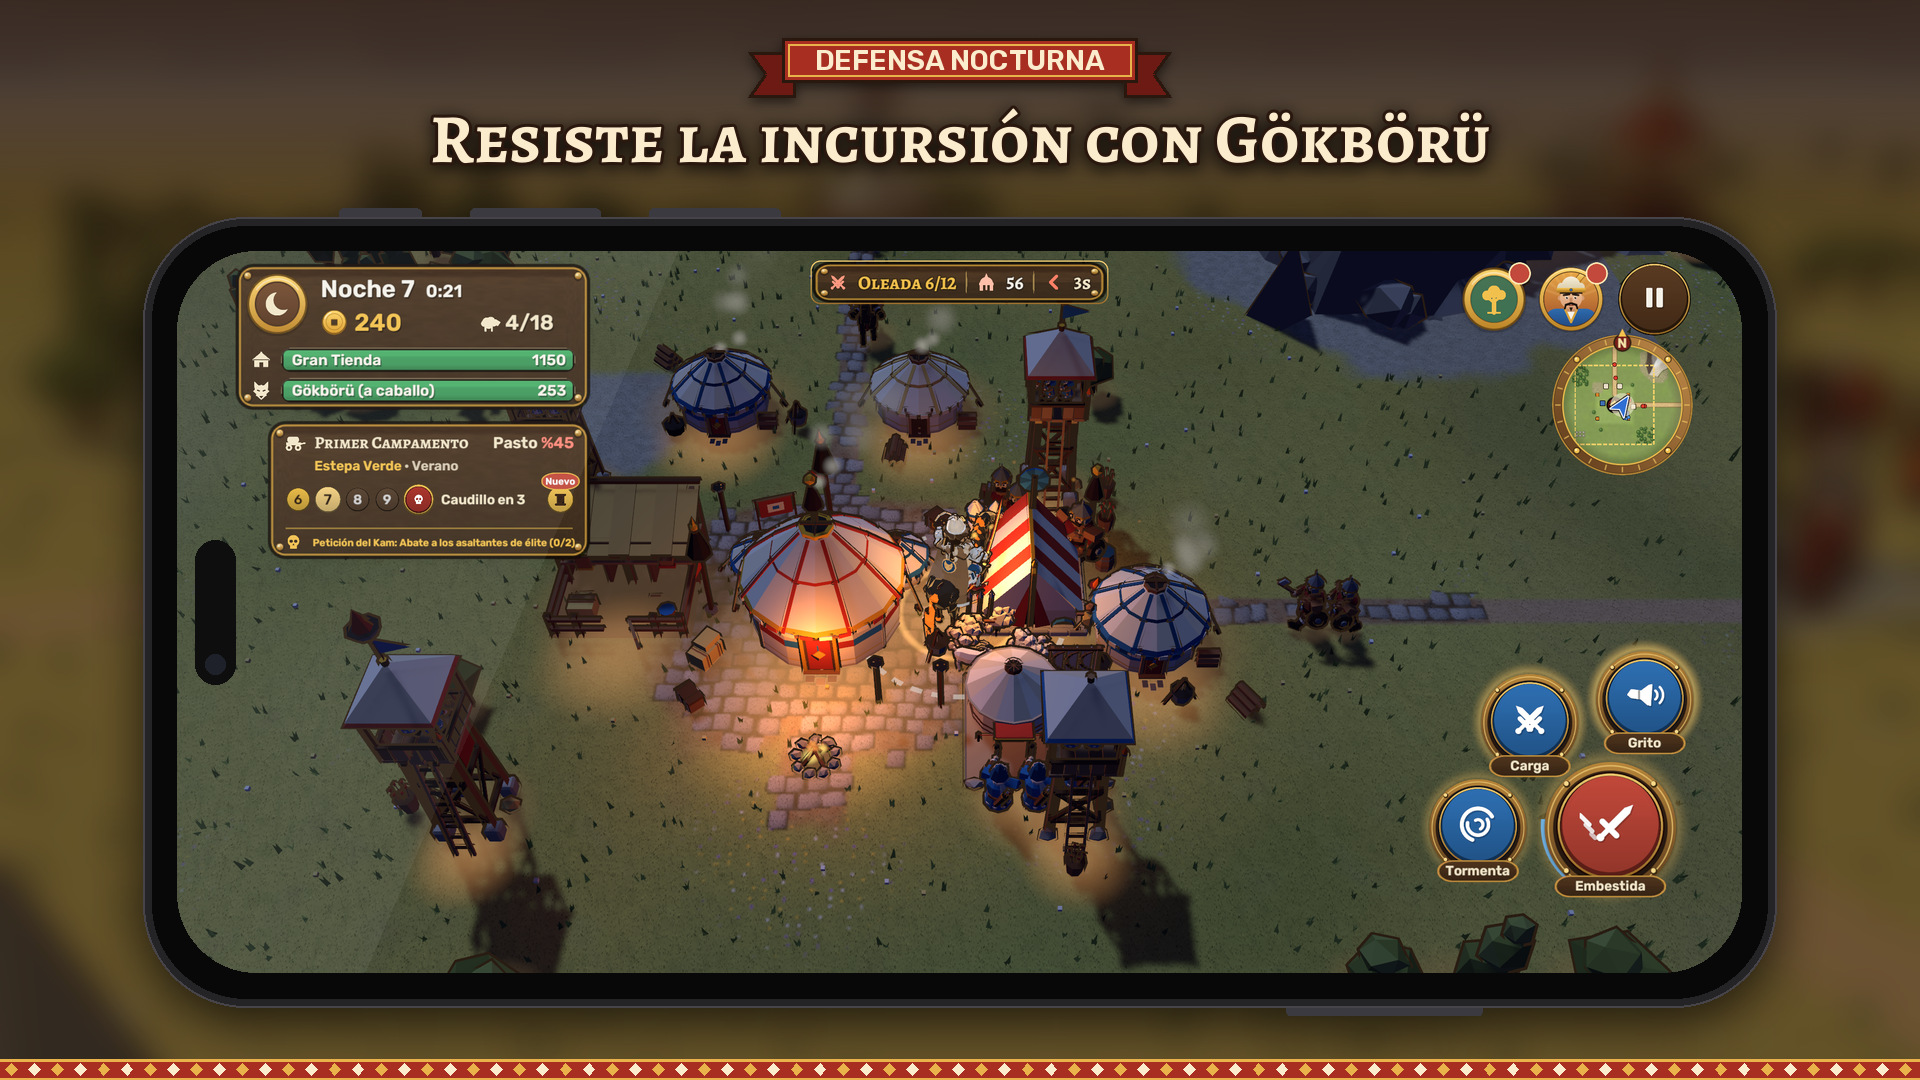 DEFENSA NOCTURNA
Resiste la incursión con Gökbörü
Noche 7 0:21
240 4/18
Gran Tienda 1150
Gökbörü (a caballo) 253
Oleada 6/12 56 3s
N
Primer Campamento Pasto %45
Estepa Verde • Verano
Nuevo
6 7 8 9 Caudillo en 3
Petición del Kam: Abate a los asaltantes de élite (0/2)
Grito
Carga
Tormenta
Embestida